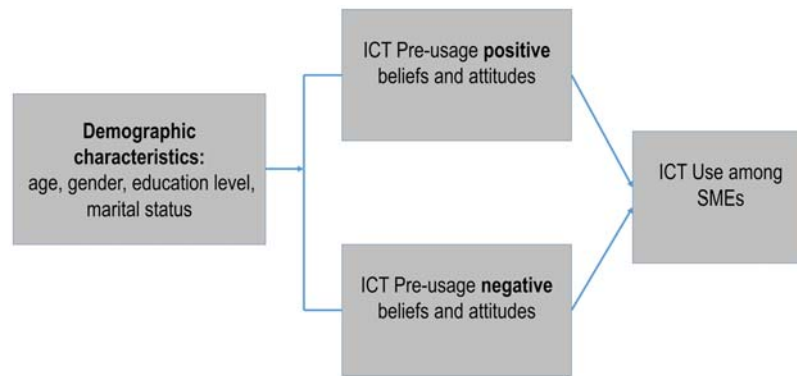 Demographic
characteristics:
age, gender, education level,
marital status
ICT Pre-usage positive
beliefs and attitudes
ICT Pre-usage negative
beliefs and attitudes
ICT Use among
SMEs